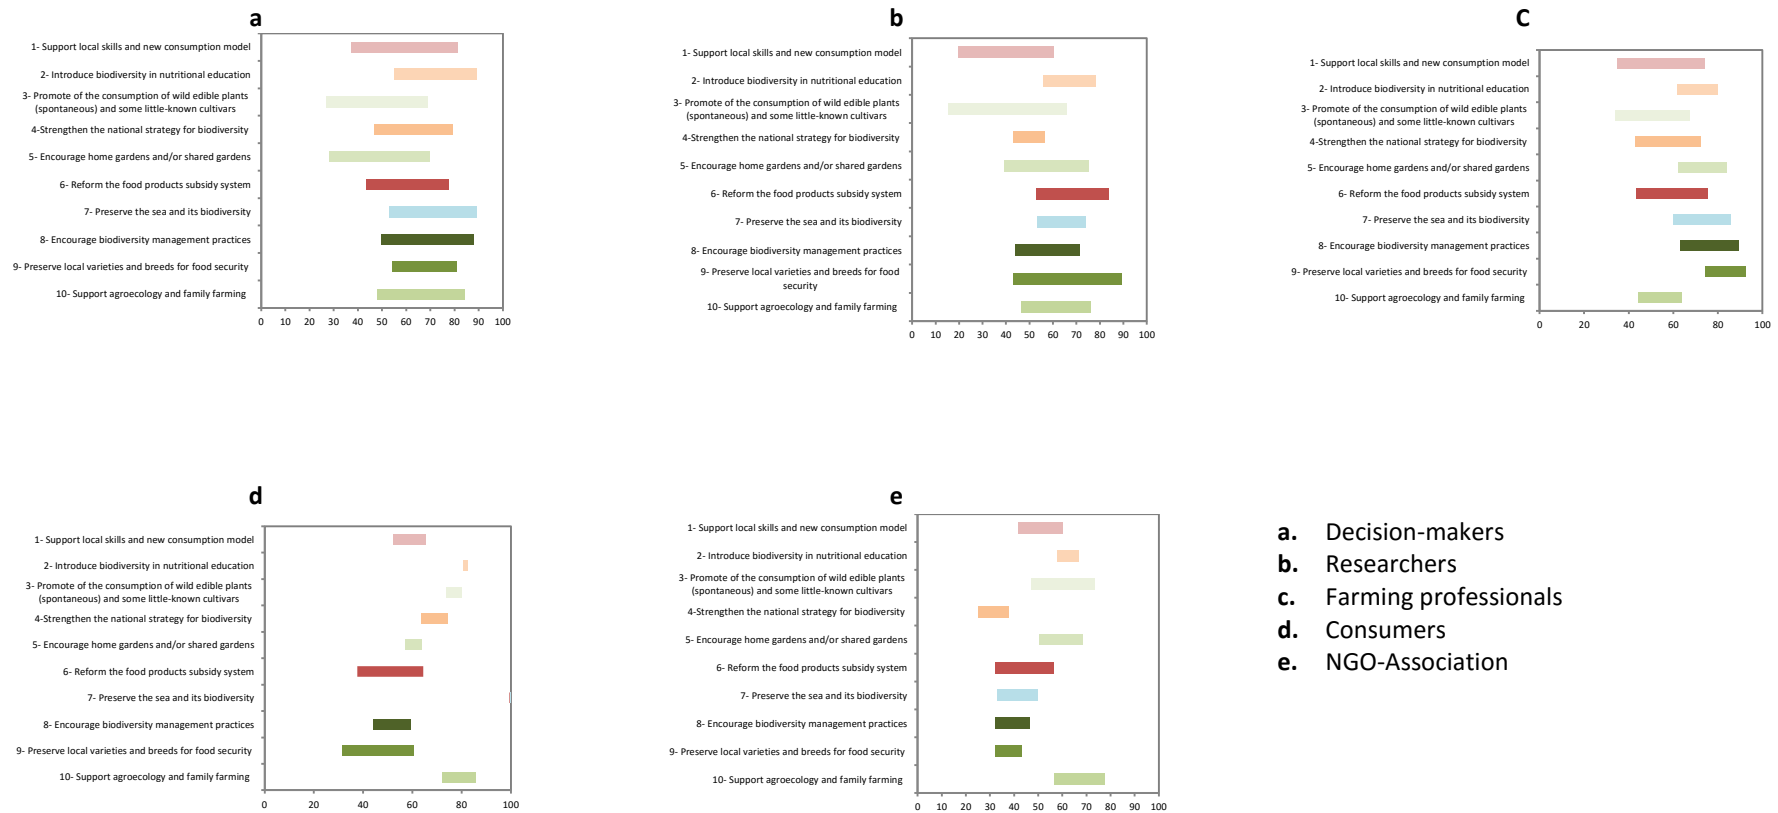 a
1- Support local skills and new consumption model
2- Introduce biodiversity in nutritional education
3- Promote of the consumption of wild edible plants
(spontaneous) and some little-known cultivars
4-Strengthen the national strategy for biodiversity
5- Encourage home gardens and/or shared gardens
6- Reform the food products subsidy system
7- Preserve the sea and its biodiversity
8- Encourage biodiversity management practices
9- Preserve local varieties and breeds for food security
10- Support agroecology and family farming
0 10 20 30 40 50 60 70 80 90 100
b
1- Support local skills and new consumption model
2- Introduce biodiversity in nutritional education
3- Promote of the consumption of wild edible plants
(spontaneous) and some little-known cultivars
4-Strengthen the national strategy for biodiversity
5- Encourage home gardens and/or shared gardens
6- Reform the food products subsidy system
7- Preserve the sea and its biodiversity
8- Encourage biodiversity management practices
9- Preserve local varieties and breeds for food
security
10- Support agroecology and family farming
0 10 20 30 40 50 60 70 80 90 100
C
1- Support local skills and new consumption model
2- Introduce biodiversity in nutritional education
3- Promote of the consumption of wild edible plants
(spontaneous) and some little-known cultivars
4-Strengthen the national strategy for biodiversity
5- Encourage home gardens and/or shared gardens
6- Reform the food products subsidy system
7- Preserve the sea and its biodiversity
8- Encourage biodiversity management practices
9- Preserve local varieties and breeds for food security
10- Support agroecology and family farming
0 20 40 60 80 100
d
1- Support local skills and new consumption model
2- Introduce biodiversity in nutritional education
3- Promote of the consumption of wild edible plants
(spontaneous) and some little-known cultivars
4-Strengthen the national strategy for biodiversity
5- Encourage home gardens and/or shared gardens
6- Reform the food products subsidy system
7- Preserve the sea and its biodiversity
8- Encourage biodiversity management practices
9- Preserve local varieties and breeds for food security
10- Support agroecology and family farming
0 20 40 60 80 100
e
1- Support local skills and new consumption model
2- Introduce biodiversity in nutritional education
3- Promote of the consumption of wild edible plants
(spontaneous) and some little-known cultivars
4-Strengthen the national strategy for biodiversity
5- Encourage home gardens and/or shared gardens
6- Reform the food products subsidy system
7- Preserve the sea and its biodiversity
8- Encourage biodiversity management practices
9- Preserve local varieties and breeds for food security
10- Support agroecology and family farming
0 10 20 30 40 50 60 70 80 90 100
a. Decision-makers
b. Researchers
c. Farming professionals
d. Consumers
e. NGO-Association